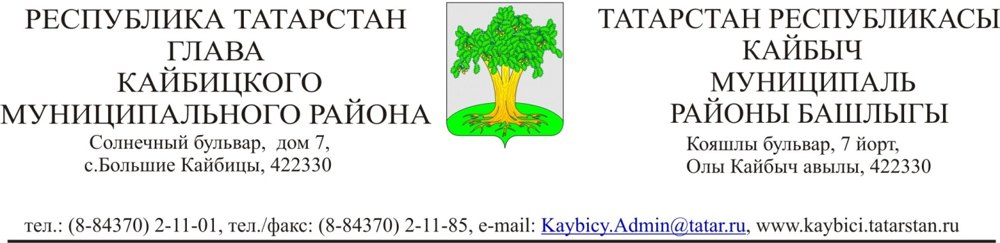 РЕСПУБЛИКА ТАТАРСТАН
ГЛАВА
КАЙБИЦКОГО
МУНИЦИПАЛЬНОГО РАЙОНА
Солнечный бульвар, дом 7,
с.Большие Кайбицы, 422330
ТАТАРСТАН РЕСПУБЛИКАСЫ
КАЙБЫЧ
МУНИЦИПАЛЬ
РАЙОНЫ БАШЛЫГЫ
Кояшлы бульвар, 7 йорт,
Олы Кайбыч авылы, 422330
тел.: (8-84370) 2-11-01, тел./факс: (8-84370) 2-11-85, e-mail: Kaybicy.Admin@tatar.ru, www.kaybici.tatarstan.ru